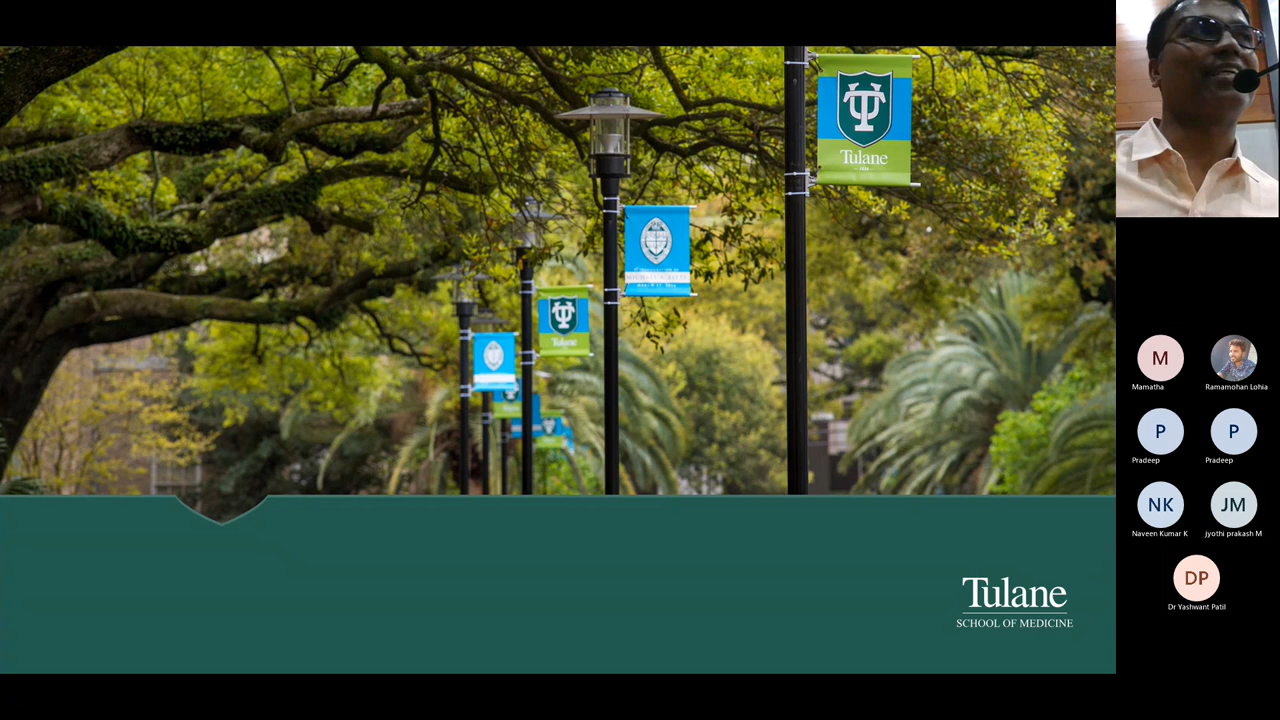 Tulane
Tulane
Tulane
SCHOOL OF MEDICINE
M
Mamatha
Ramamohan Lohia
P
Pradeep
P
Pradeep
NK
Naveen Kumar K
JM
jyothi prakash M
DP
Dr Yashwant Patil